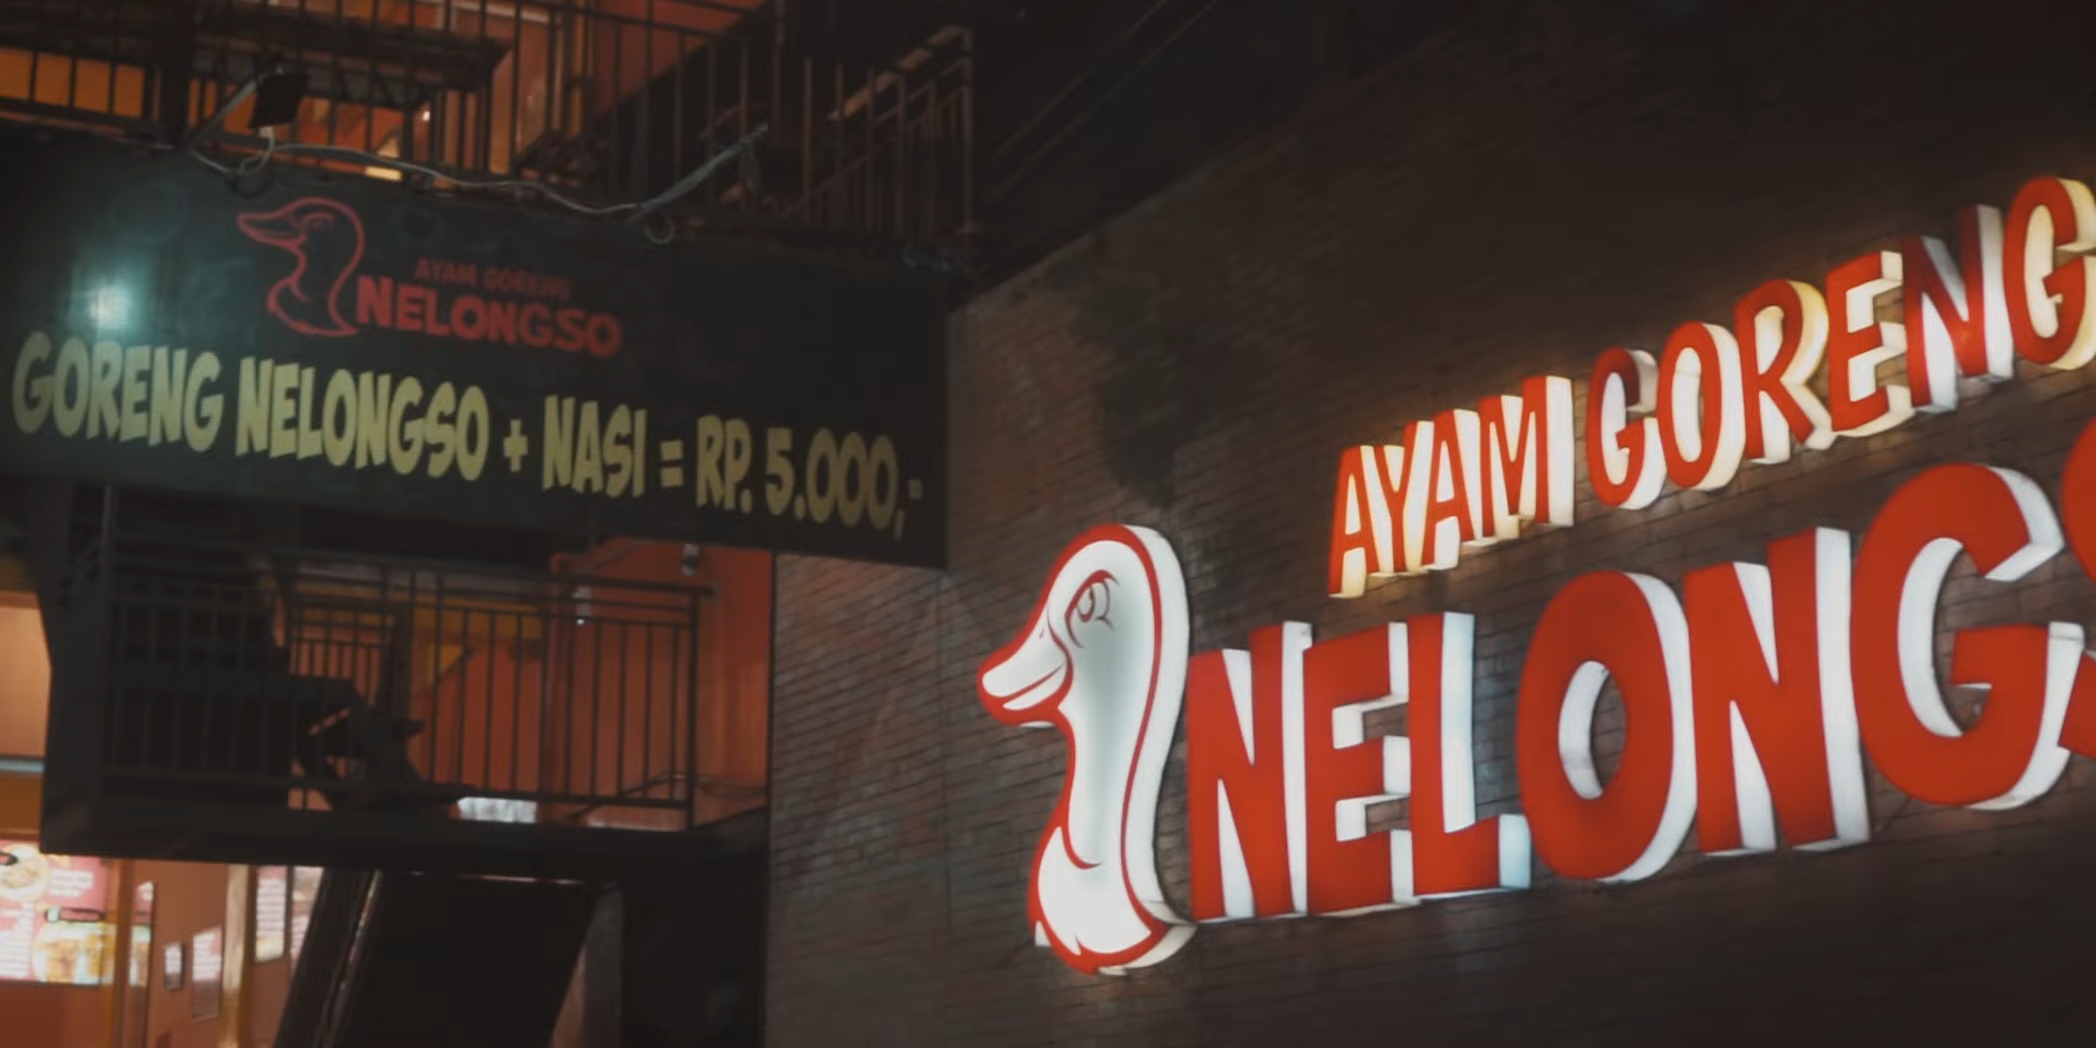 AYAM GORENG
NELONGSO
GORENG NELONGSO + NASI = RP. 5.000,-
AYAM GORENG
NELONGS